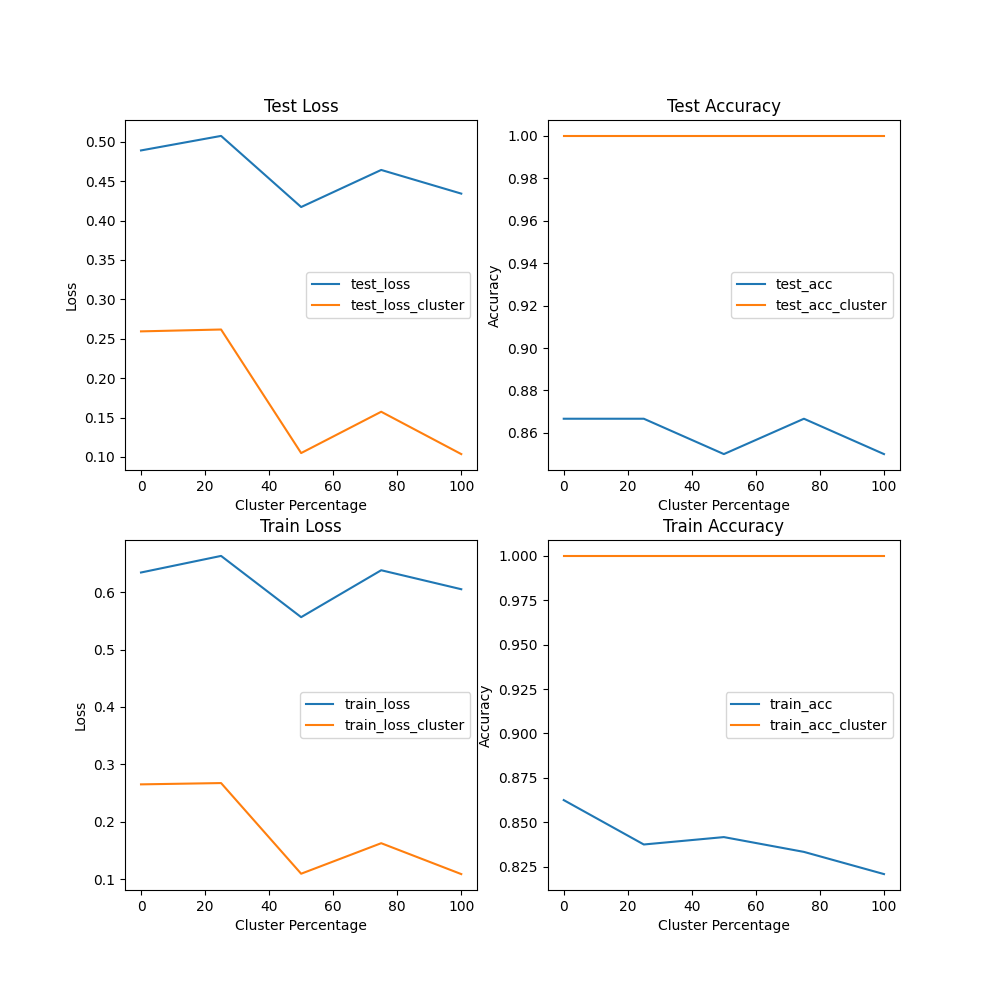 Test Loss
0.50
0.45
0.40
0.35
0.30
0.25
0.20
0.15
0.10
Loss
test_loss
test_loss_cluster
0 20 40 60 80 100
Cluster Percentage
Test Accuracy
1.00
0.98
0.96
0.94
0.92
0.90
0.88
0.86
Accuracy
test_acc
test_acc_cluster
0 20 40 60 80 100
Cluster Percentage
Train Loss
0.6
0.5
0.4
0.3
0.2
0.1
Loss
train_loss
train_loss_cluster
0 20 40 60 80 100
Cluster Percentage
Train Accuracy
1.000
0.975
0.950
0.925
0.900
0.875
0.850
0.825
Accuracy
train_acc
train_acc_cluster
0 20 40 60 80 100
Cluster Percentage